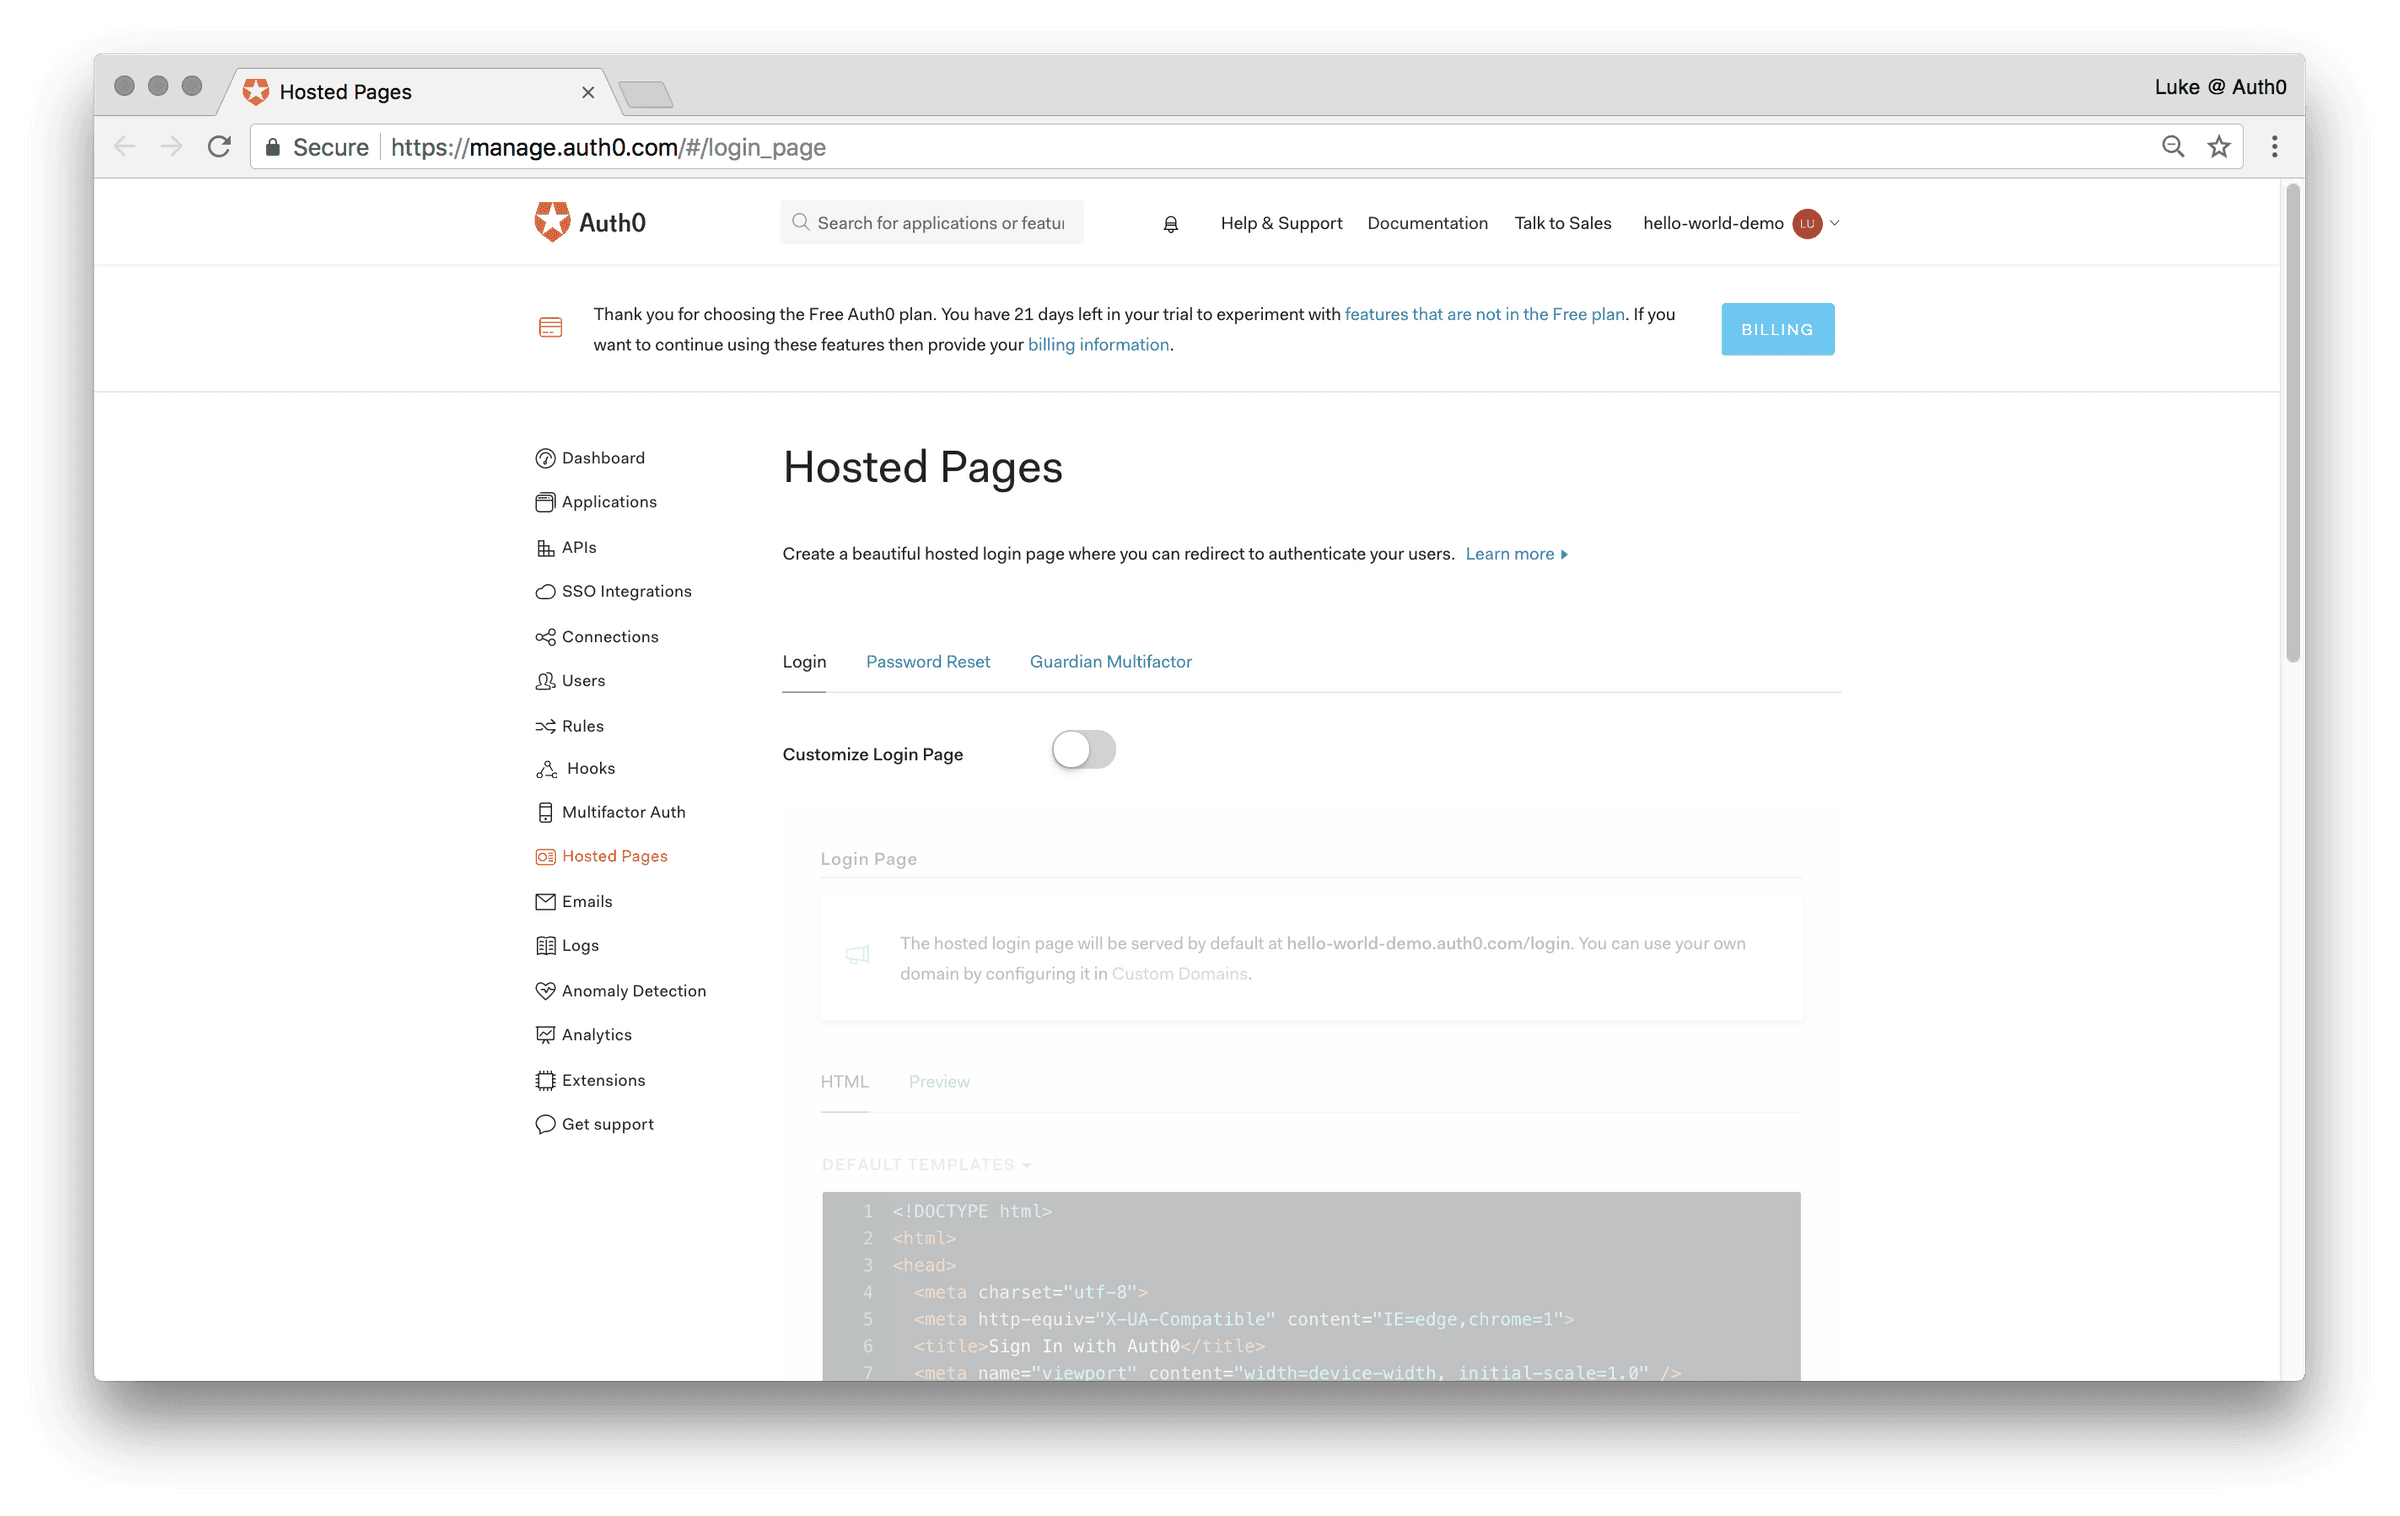 Hosted Pages
Luke @ Auth0
Secure https://manage.auth0.com/#/login_page
Auth0
Search for applications or featu
Help & Support
Documentation
Talk to Sales
hello-world-demo
LU
Thank you for choosing the Free Auth0 plan. You have 21 days left in your trial to experiment with features that are not in the Free plan. If you
want to continue using these features then provide your billing information.
BILLING
Dashboard
Applications
APIs
SSO Integrations
Connections
Users
Rules
Hooks
Multifactor Auth
Hosted Pages
Emails
Logs
Anomaly Detection
Analytics
Extensions
Get support
Hosted Pages
Create a beautiful hosted login page where you can redirect to authenticate your users. Learn more
Login
Password Reset
Guardian Multifactor
Customize Login Page
Login Page
The hosted login page will be served by default at hello-world-demo.auth0.com/login. You can use your own
domain by configuring it in Custom Domains.
HTML
Preview
DEFAULT TEMPLATES
1 <!DOCTYPE html>
2 <html>
3 <head>
4 <meta charset="utf-8">
5 <meta http-equiv="X-UA-Compatible" content="IE=edge,chrome=1">
6 <title>Sign In with Auth0</title>
7 <meta name="viewport" content="width=device-width, initial-scale=1.0" />